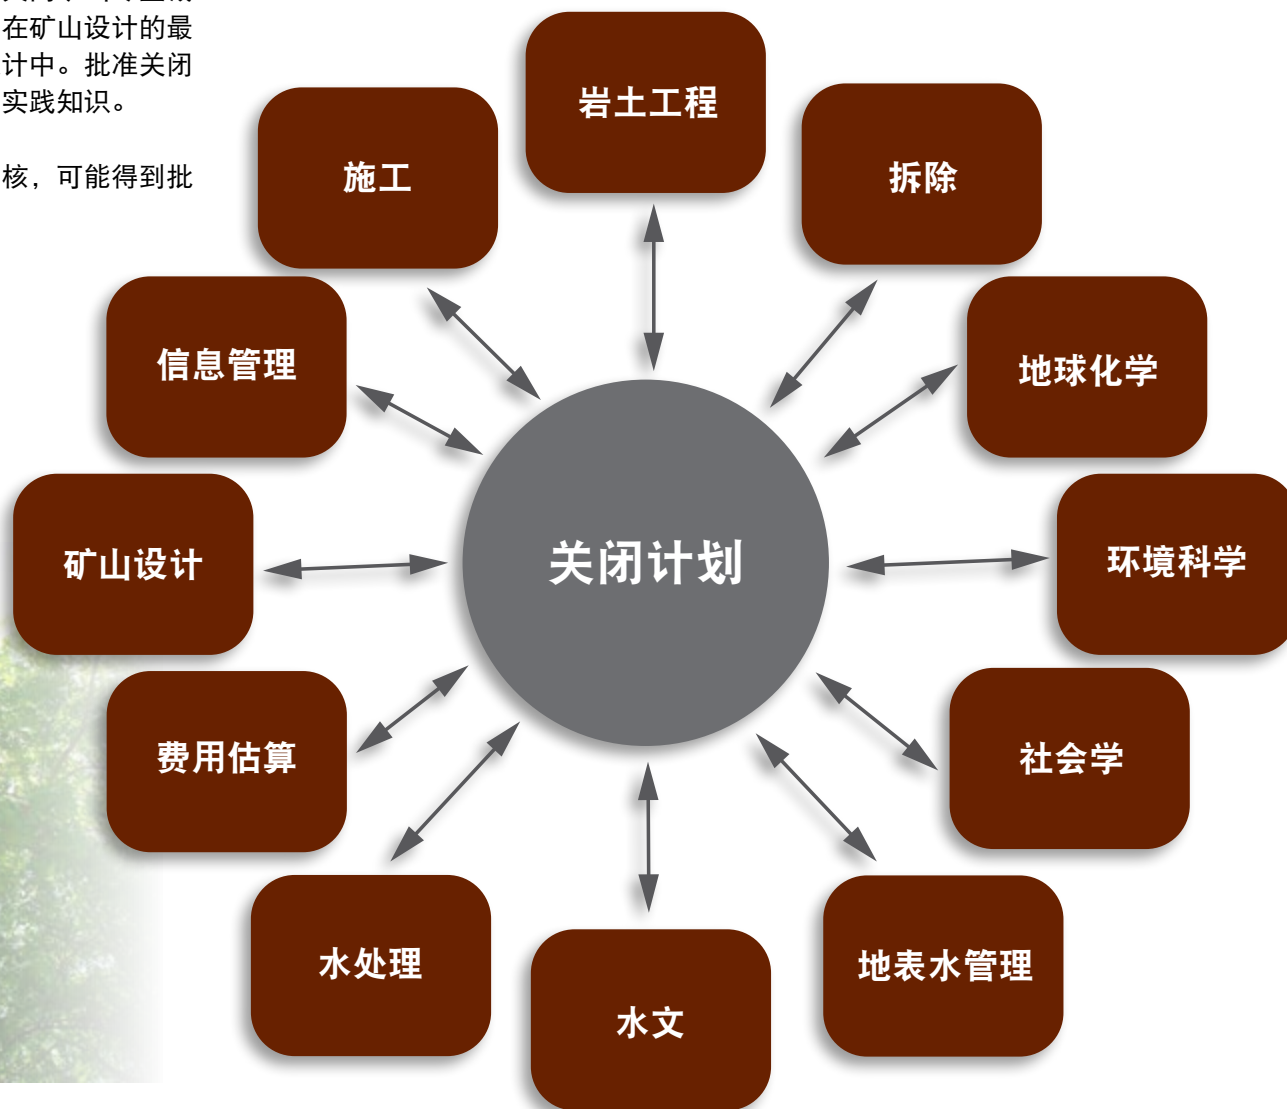 在矿山设计的最
计中。批准关闭
实践知识。
核，可能得到批
岩土工程
施工
拆除
信息管理
地球化学
矿山设计
关闭计划
环境科学
费用估算
社会学
水处理
地表水管理
水文